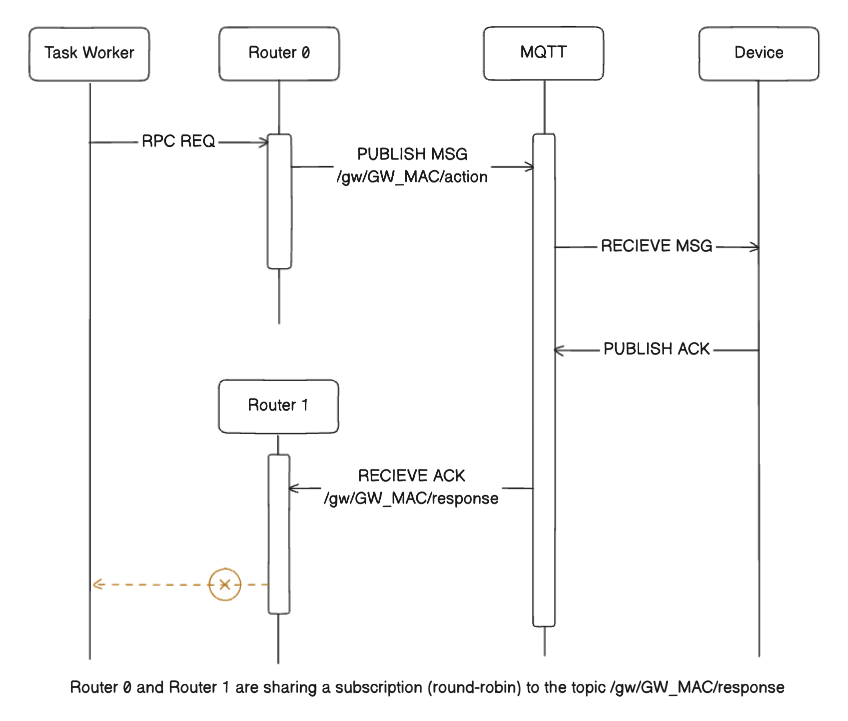 Task Worker
Router 0
MQTT
Device
RPC REQ
PUBLISH MSG
/gw/GW_MAC/action
RECIEVE MSG
PUBLISH ACK
Router 1
RECIEVE ACK
/gw/GW_MAC/response
Router 0 and Router 1 are sharing a subscription (round-robin) to the topic /gw/GW_MAC/response